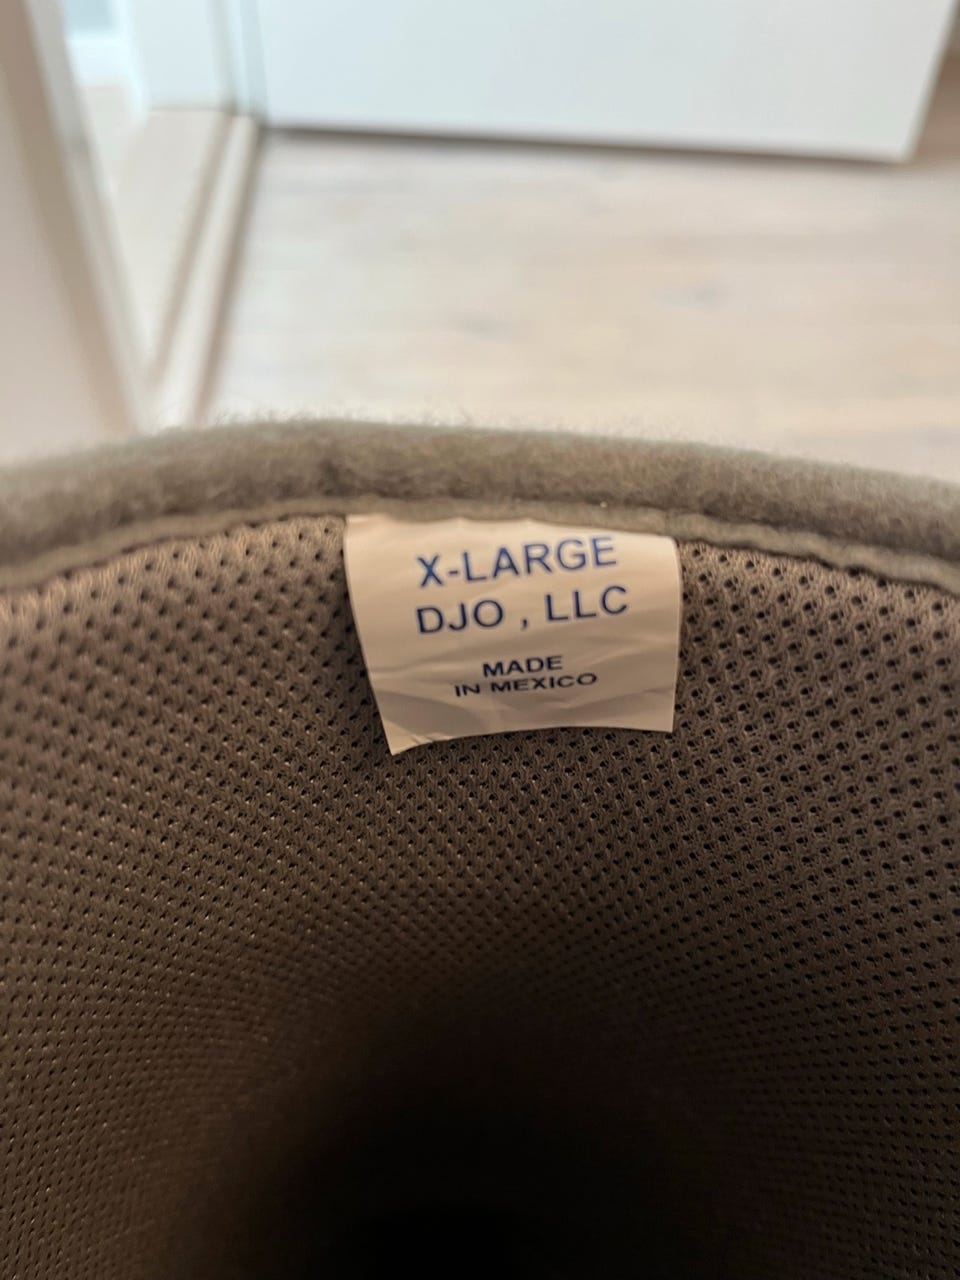 X-LARGE
DJO , LLC
MADE
IN MEXICO